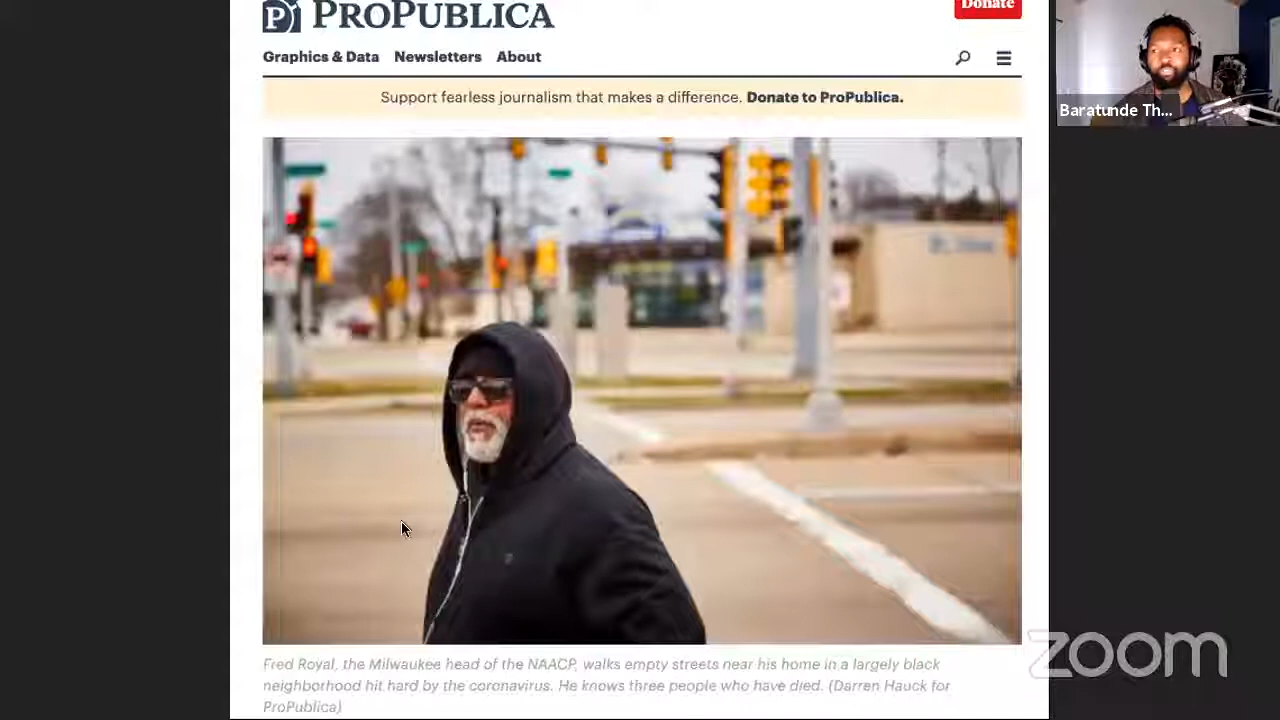 PROPUBLICA
Donate
Graphics & Data Newsletters About
Support fearless journalism that makes a difference. Donate to ProPublica.
Baratunde Th...
Fred Royal, the Milwaukee head of the NAACP, walks empty streets near his home in a largely black
neighborhood hit hard by the coronavirus. He knows three people who have died. (Darren Hauck for
ProPublica)
zoom